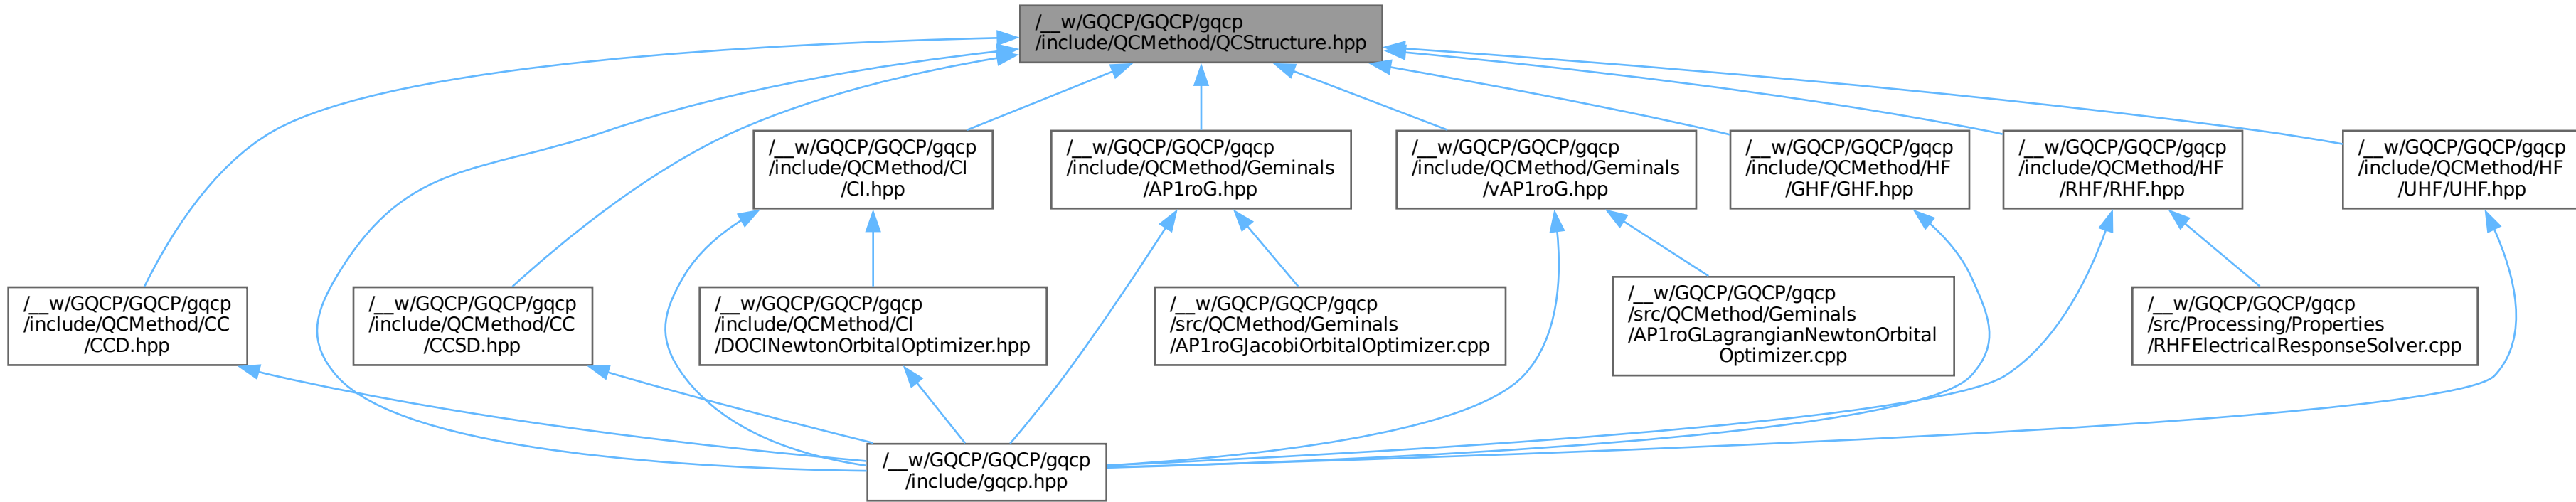 /__w/GQCP/GQCP/gqcp
/include/QCMethod/QCStructure.hpp
/__w/GQCP/GQCP/gqcp
/include/QCMethod/CI
/CI.hpp
/__w/GQCP/GQCP/gqcp
/include/QCMethod/Geminals
/AP1roG.hpp
/__w/GQCP/GQCP/gqcp
/include/QCMethod/Geminals
/vAP1roG.hpp
/__w/GQCP/GQCP/gqcp
/include/QCMethod/HF
/GHF/GHF.hpp
/__w/GQCP/GQCP/gqcp
/include/QCMethod/HF
/RHF/RHF.hpp
/__w/GQCP/GQCP/gqcp
/include/QCMethod/HF
/UHF/UHF.hpp
/__w/GQCP/GQCP/gqcp
/include/QCMethod/CC
/CCD.hpp
/__w/GQCP/GQCP/gqcp
/include/QCMethod/CC
/CCSD.hpp
/__w/GQCP/GQCP/gqcp
/include/QCMethod/CI
/DOCINewtonOrbitalOptimizer.hpp
/__w/GQCP/GQCP/gqcp
/src/QCMethod/Geminals
/AP1roGJacobiOrbitalOptimizer.cpp
/__w/GQCP/GQCP/gqcp
/src/QCMethod/Geminals
/AP1roGLagrangianNewtonOrbital
Optimizer.cpp
/__w/GQCP/GQCP/gqcp
/src/Processing/Properties
/RHFElectricalResponseSolver.cpp
/__w/GQCP/GQCP/gqcp
/include/gqcp.hpp